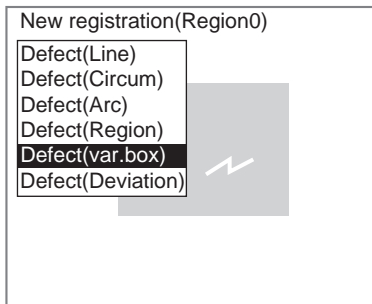 New registration(Region0)
Defect(Line)
Defect(Circum)
Defect(Arc)
Defect(Region)
Defect(var.box)
Defect(Deviation)